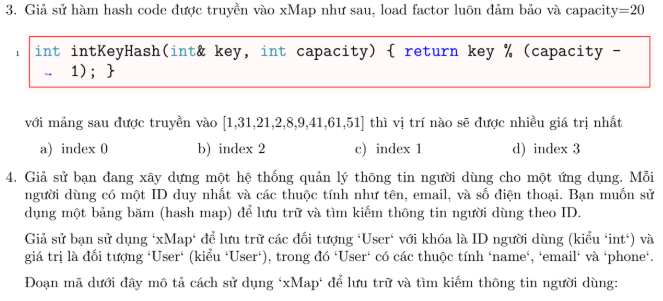 3. Giả sử hàm hash code được truyền vào xMap như sau, load factor luôn đảm bảo và capacity=20
1 int intKeyHash(int& key, int capacity) { return key % (capacity -
↪ 1); }
với mảng sau được truyền vào [1,31,21,2,8,9,41,61,51] thì vị trí nào sẽ được nhiều giá trị nhất
a) index 0 b) index 2 c) index 1 d) index 3
4. Giả sử bạn đang xây dựng một hệ thống quản lý thông tin người dùng cho một ứng dụng. Mỗi
người dùng có một ID duy nhất và các thuộc tính như tên, email, và số điện thoại. Bạn muốn sử
dụng một bảng băm (hash map) để lưu trữ và tìm kiếm thông tin người dùng theo ID.
Giả sử bạn sử dụng ‘xMap‘ để lưu trữ các đối tượng ‘User‘ với khóa là ID người dùng (kiểu ‘int‘) và
giá trị là đối tượng ‘User‘ (kiểu ‘User‘), trong đó ‘User‘ có các thuộc tính ‘name‘, ‘email‘ và ‘phone‘.
Đoạn mã dưới đây mô tả cách sử dụng ‘xMap‘ để lưu trữ và tìm kiếm thông tin người dùng: